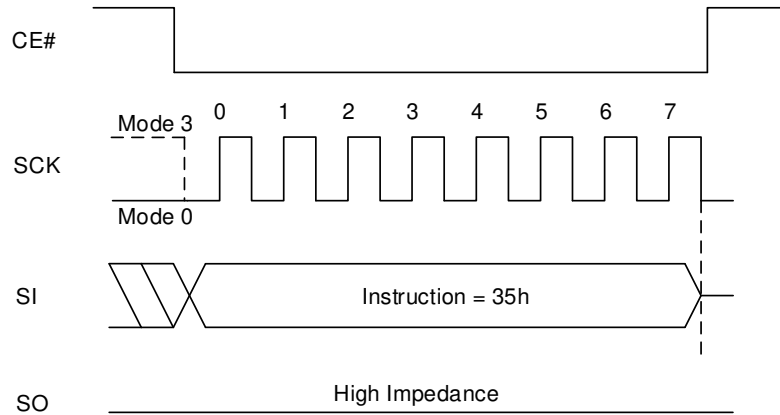 CE#
0 1 2 3 4 5 6 7
Mode 3
SCK
Mode 0
SI
Instruction = 35h
High Impedance
SO